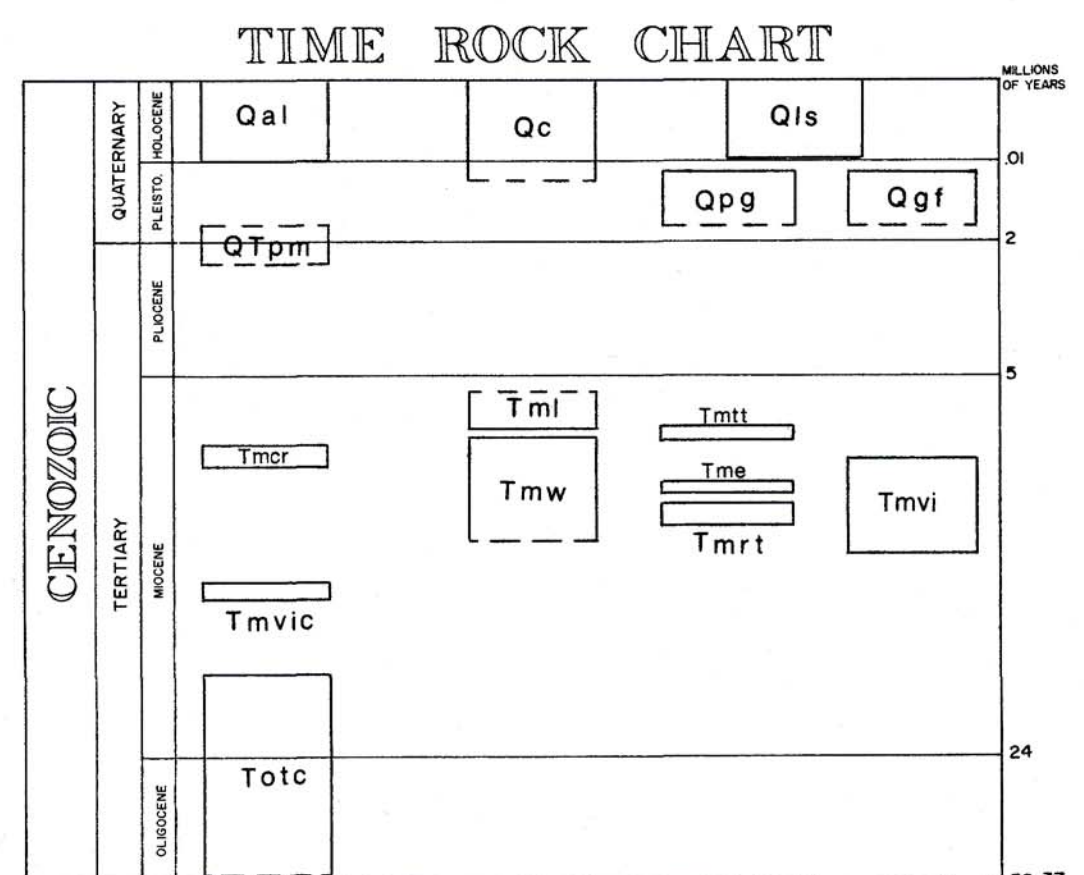 TIME ROCK CHART
MILLIONS
OF YEARS
CENOZOIC
QUATERNARY
TERTIARY
HOLOCENE
PLEISTO.
PLIOCENE
MIOCENE
OLIGOCENE
Qal
Qc
Qls
.01
Qpg
Qgf
QTpm
2
5
Tml
Tmtt
Tmcr
Tme
Tmw
Tmvi
Tmrt
Tmvic
24
Totc